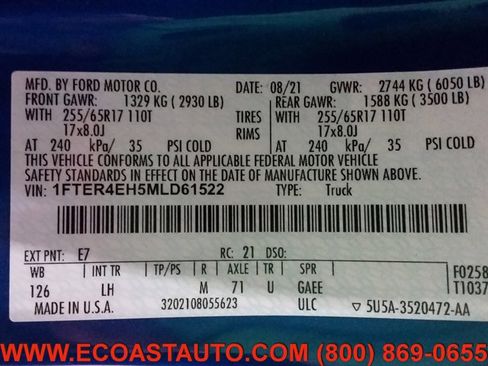 MFD. BY FORD MOTOR CO. DATE: 08/21 GVWR: 2744 KG (6050 LB)
FRONT GAWR: 1329 KG (2930 LB) REAR GAWR: 1588 KG (3500 LB)
WITH 255/65R17 110T TIRES WITH 255/65R17 110T
17x8.0J RIMS 17x8.0J
AT 240 kPa/ 35 PSI COLD AT 240 kPa/ 35 PSI COLD
THIS VEHICLE CONFORMS TO ALL APPLICABLE FEDERAL MOTOR VEHICLE
SAFETY STANDARDS IN EFFECT ON THE DATE OF MANUFACTURE SHOWN ABOVE.
VIN: 1FTER4EH5MLD61522 TYPE: Truck
EXT PNT: E7 RC: 21 DSO:
WB INT TR TP/PS R AXLE TR SPR F0258
126 LH M 71 U GAEE T1037
MADE IN U.S.A. 3202108055623 ULC ▽ 5U5A-3520472-AA
WWW.ECOASTAUTO.COM (800) 869-0655